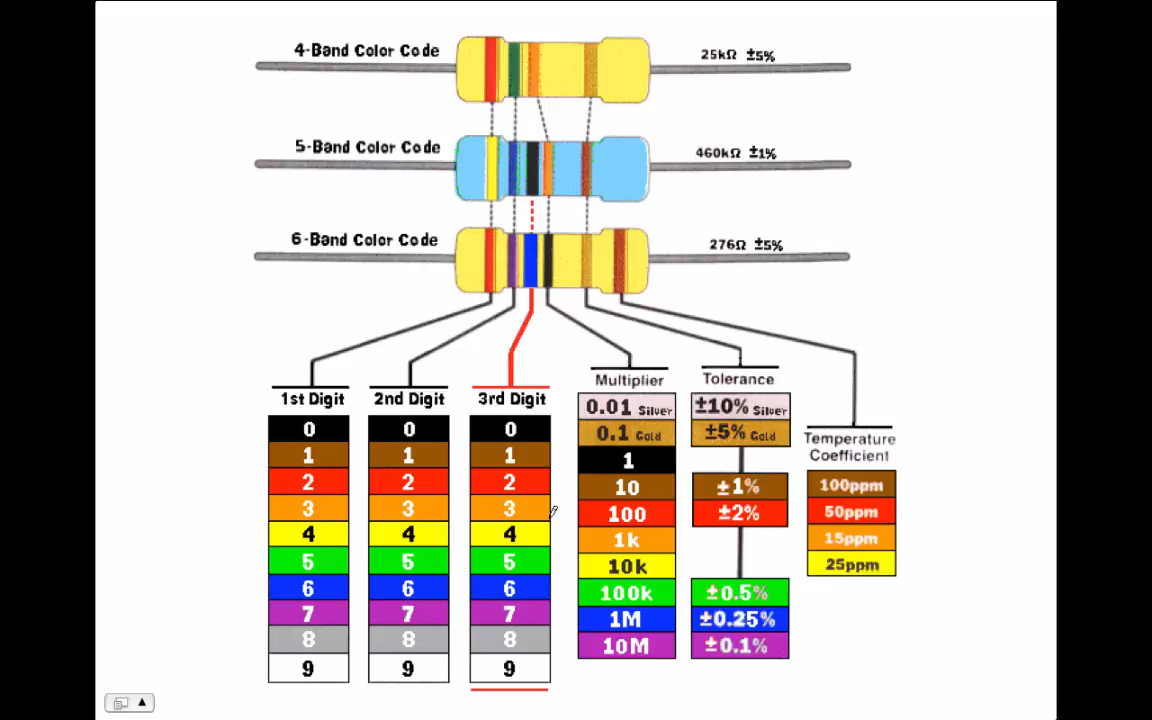 4-Band Color Code
25kΩ ±5%
5-Band Color Code
460kΩ ±1%
6-Band Color Code
276Ω ±5%
1st Digit
2nd Digit
3rd Digit
Multiplier
Tolerance
Temperature
Coefficient
0 0 0
1 1 1
2 2 2
3 3 3
4 4 4
5 5 5
6 6 6
7 7 7
8 8 8
9 9 9
0.01 Silver
0.1 Gold
1
10
100
1k
10k
100k
1M
10M
±10% Silver
±5% Gold
±1%
±2%
±0.5%
±0.25%
±0.1%
100ppm
50ppm
15ppm
25ppm